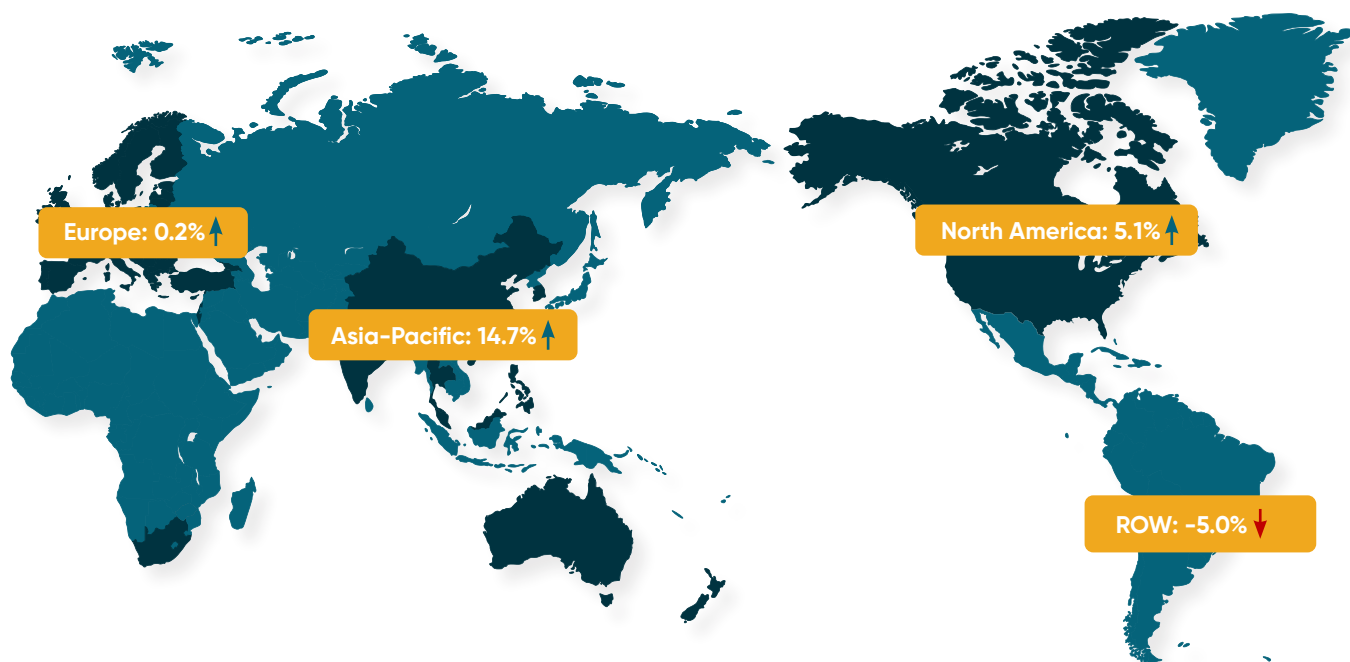 Europe: 0.2%
North America: 5.1%
Asia-Pacific: 14.7%
ROW: -5.0%